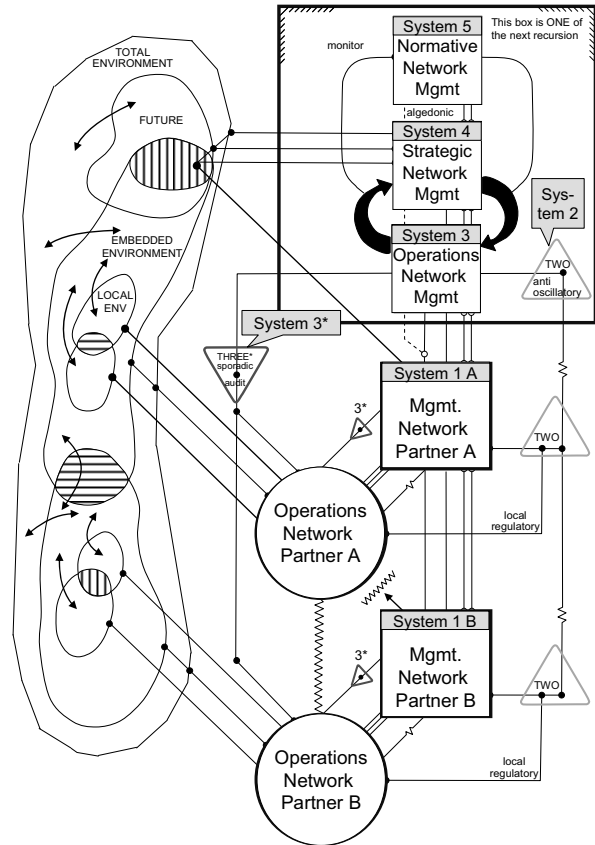 System 5
Normative
Network
Mgmt
This box is ONE of
the next recursion
monitor
TOTAL
ENVIRONMENT
algedonic
FUTURE
System 4
Strategic
Network
Mgmt
Sys-
tem 2
System 3
Operations
Network
Mgmt
EMBEDDED
ENVIRONMENT
TWO
anti
oscillatory
LOCAL
ENV
System 3*
THREE*
sporadic
audit
System 1 A
Mgmt.
Network
Partner A
3*
TWO
Operations
Network
Partner A
local
regulatory
System 1 B
Mgmt.
Network
Partner B
3*
TWO
Operations
Network
Partner B
local
regulatory